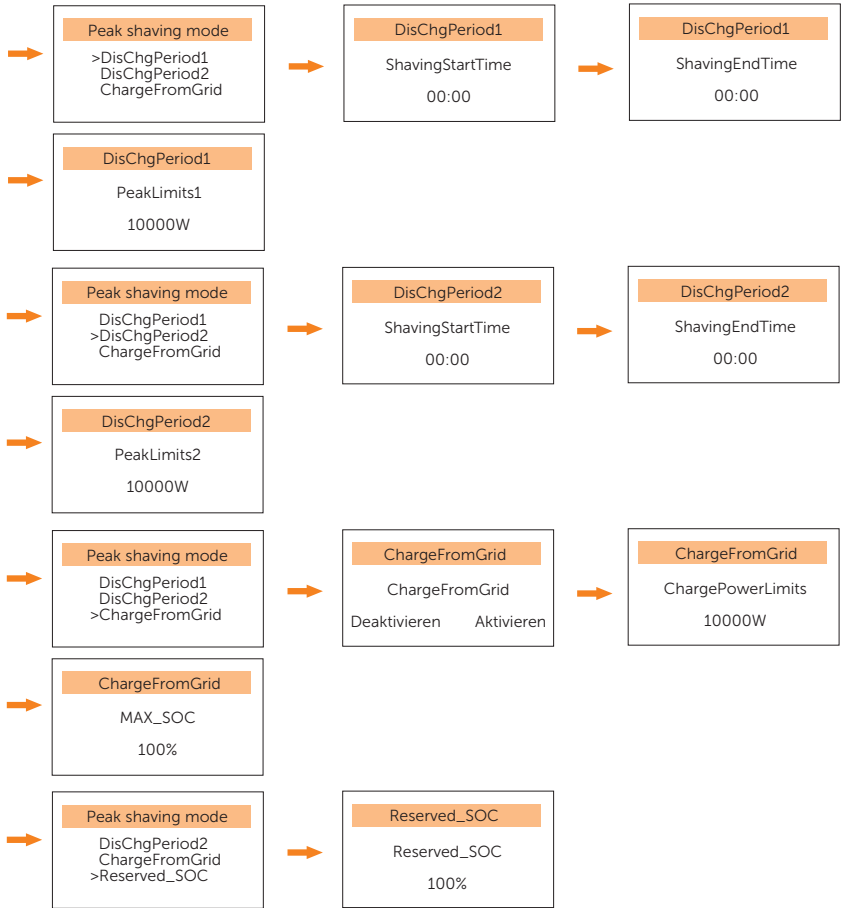 Peak shaving mode
>DisChgPeriod1
DisChgPeriod2
ChargeFromGrid
DisChgPeriod1
ShavingStartTime
00:00
DisChgPeriod1
ShavingEndTime
00:00
DisChgPeriod1
PeakLimits1
10000W
Peak shaving mode
DisChgPeriod1
>DisChgPeriod2
ChargeFromGrid
DisChgPeriod2
ShavingStartTime
00:00
DisChgPeriod2
ShavingEndTime
00:00
DisChgPeriod2
PeakLimits2
10000W
Peak shaving mode
DisChgPeriod1
DisChgPeriod2
>ChargeFromGrid
ChargeFromGrid
ChargeFromGrid
Deaktivieren Aktivieren
ChargeFromGrid
ChargePowerLimits
10000W
ChargeFromGrid
MAX_SOC
100%
Peak shaving mode
DisChgPeriod2
ChargeFromGrid
>Reserved_SOC
Reserved_SOC
Reserved_SOC
100%